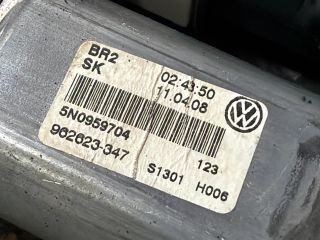 BR2 02:43:50
SK 11.04.08
5N0959704
962623-347 123
S1301 H006